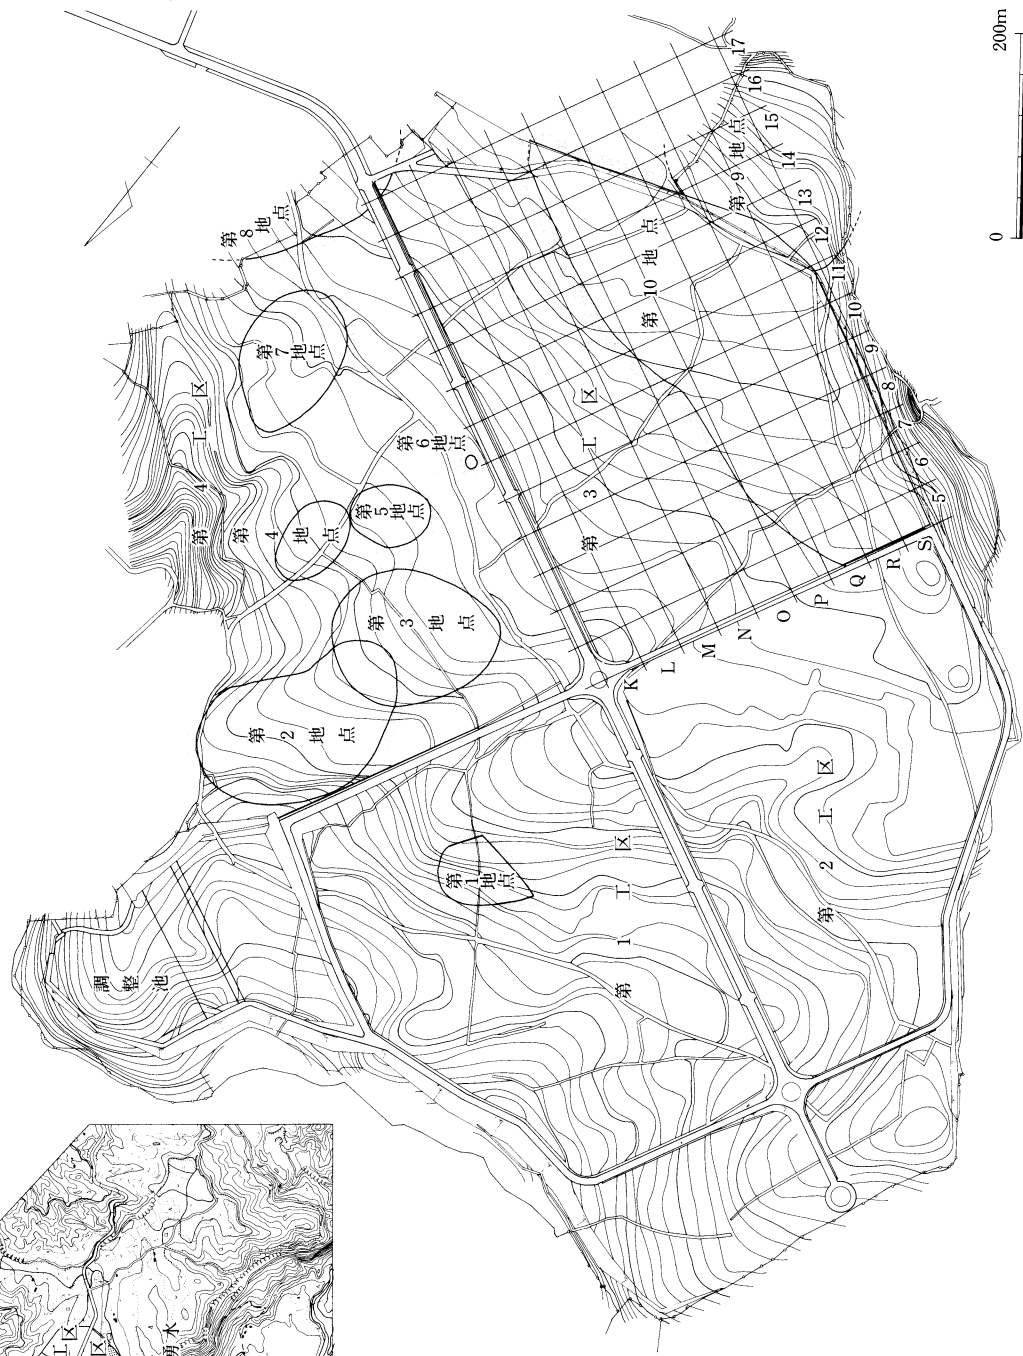 200m
0
17
16
15
14
13
12
11
10
9
8
7
6
5
K
L
M
N
O
P
Q
R
S
第9地点
第10地点
第8地点
第7地点
第6地点
第5地点
第4地点
第3地点
第2地点
第1地点
第4工区
第3工区
第2工区
第1工区
調整池
工区
区
湧水